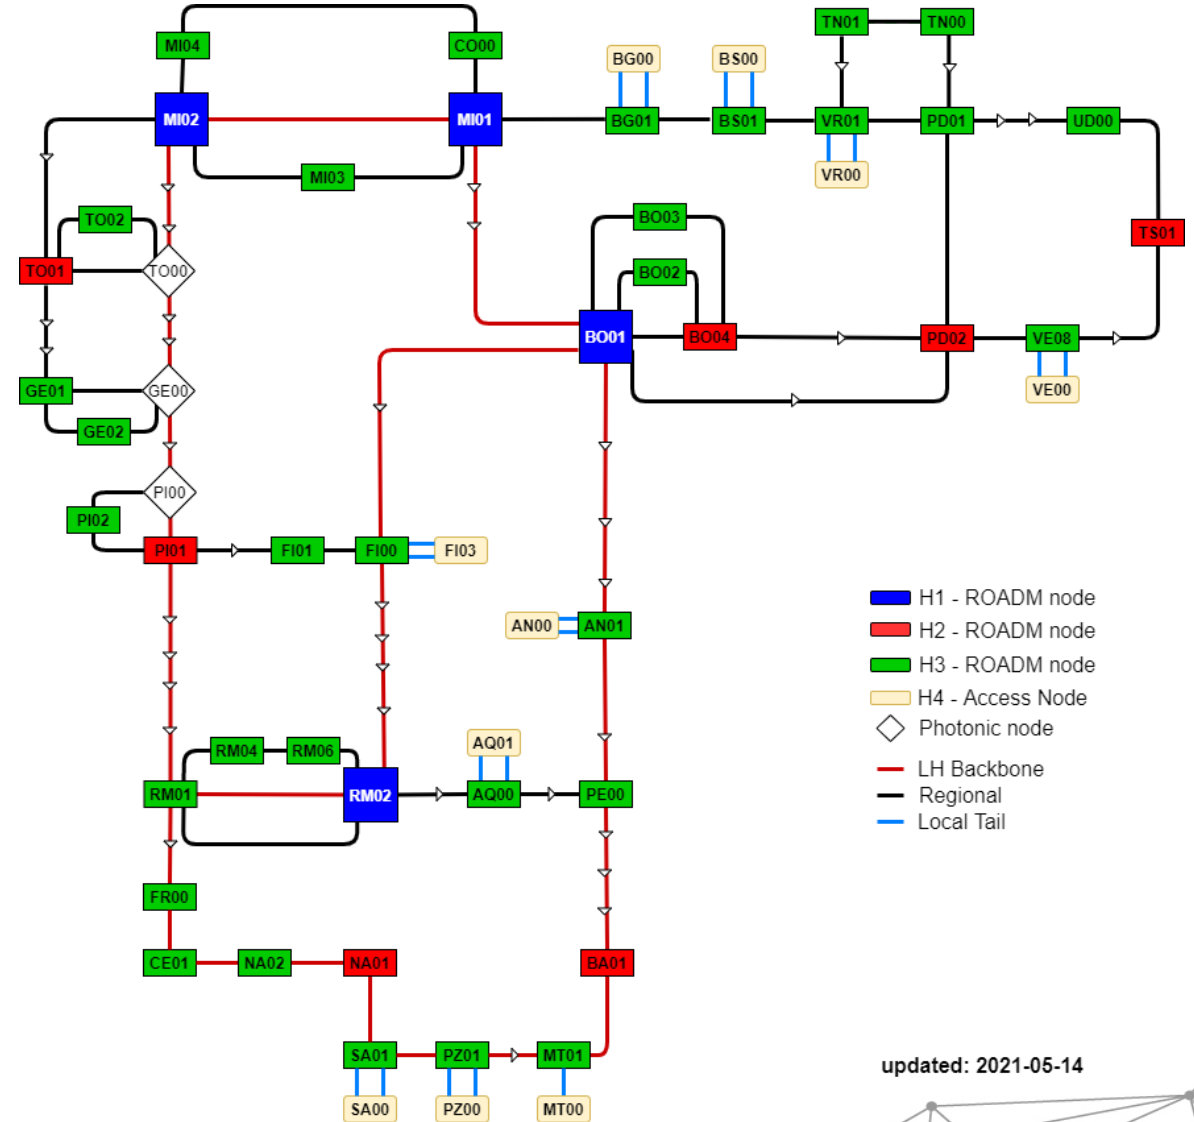 TN01
TN00
MI04
CO00
BG00
BS00
MI02
MI01
BG01
BS01
VR01
PD01
UD00
MI03
VR00
TO02
BO03
TS01
TO01
TO00
BO02
BO01
BO04
PD02
VE08
GE01
GE00
VE00
GE02
PI00
PI02
PI01
FI01
FI00
FI03
H1 - ROADM node
AN00
AN01
H2 - ROADM node
H3 - ROADM node
H4 - Access Node
Photonic node
RM04
RM06
AQ01
LH Backbone
RM01
RM02
AQ00
PE00
Regional
Local Tail
FR00
CE01
NA02
NA01
BA01
SA01
PZ01
MT01
updated: 2021-05-14
SA00
PZ00
MT00